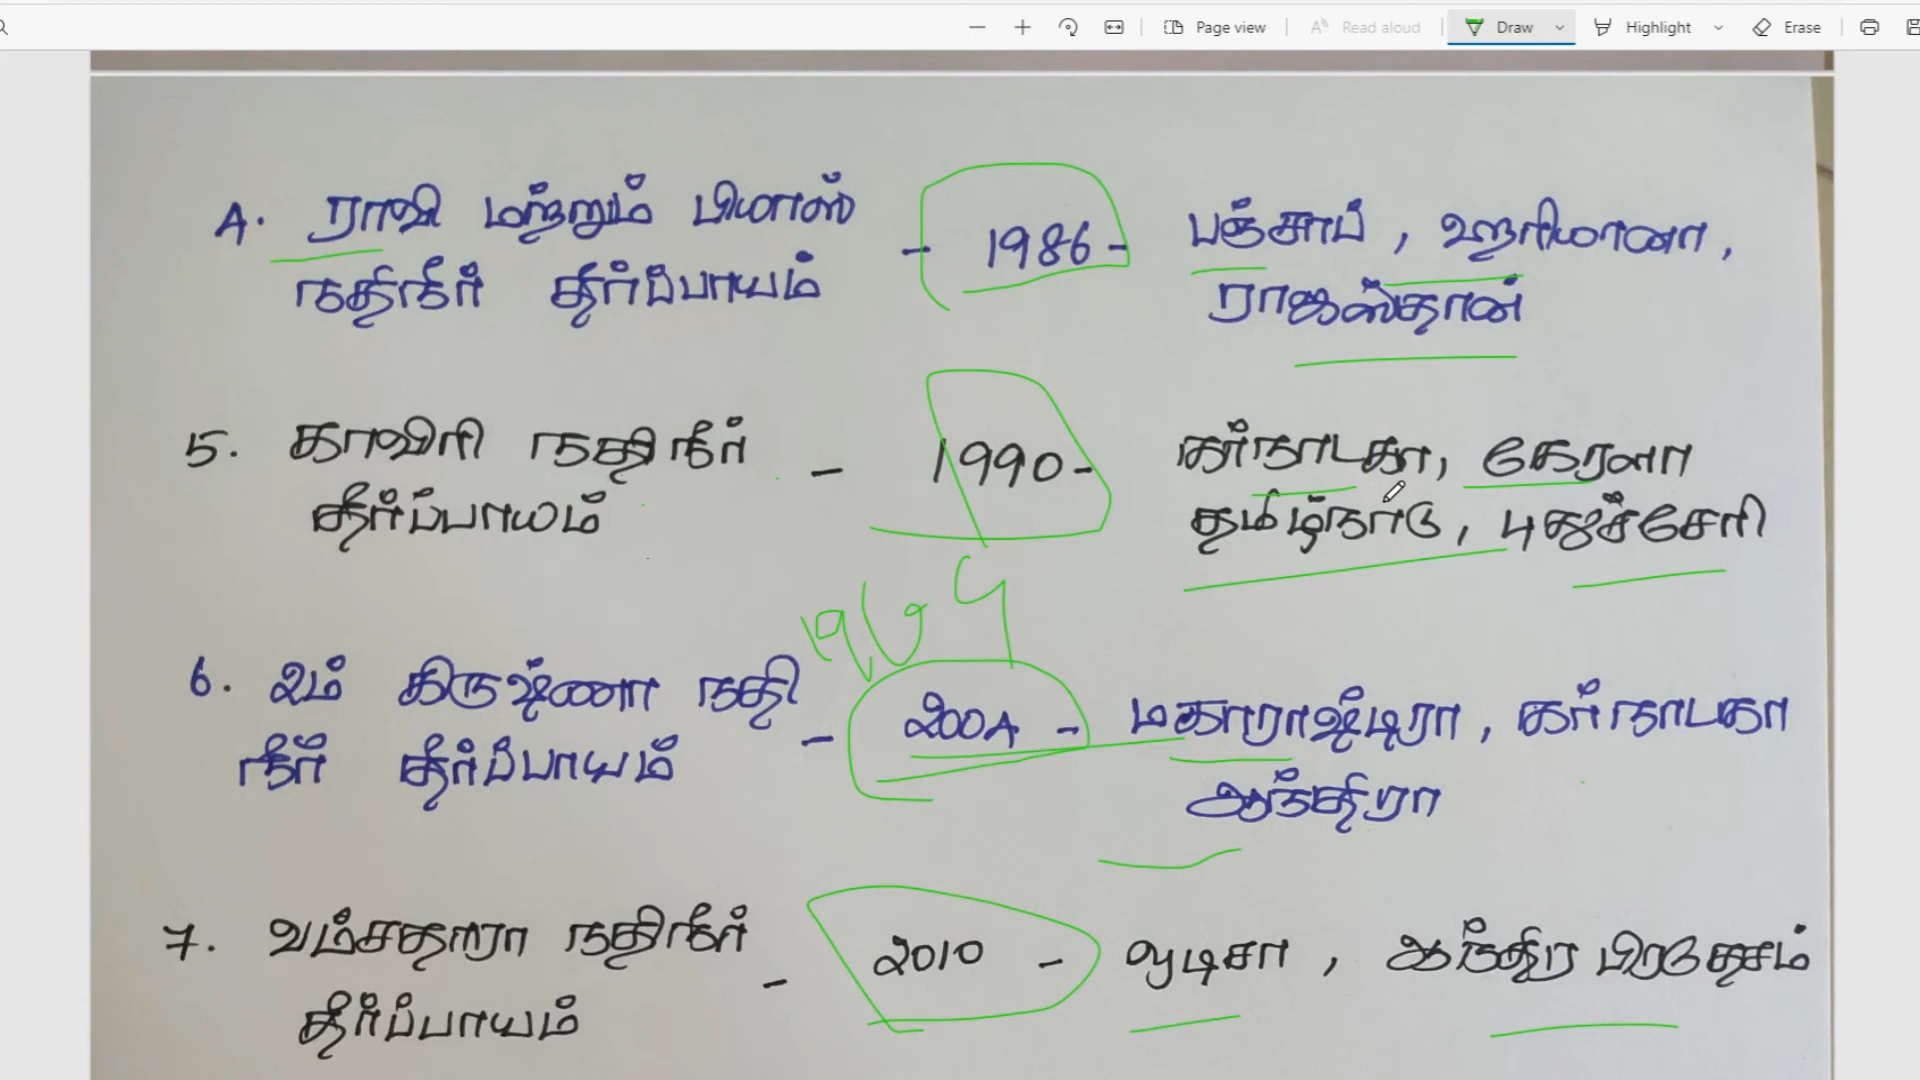 Page view
Read aloud
Draw
Highlight
Erase
4. ராவி மற்றும் பியாஸ் - 1986 - பஞ்சாப், ஹரியானா,
நதிநீர் தீர்ப்பாயம் ராஜஸ்தான்
5. காவிரி நதிநீர் - 1990 - கர்நாடகா, கேரளா
தீர்ப்பாயம் தமிழ்நாடு, புதுச்சேரி
6. 2ம் கிருஷ்ணா நதி - 2004 - மகாராஷ்டிரா, கர்நாடகா
நீர் தீர்ப்பாயம் ஆந்திரா
7. வம்சதாரா நதிநீர் - 2010 - ஒடிசா, ஆந்திர பிரதேசம்
தீர்ப்பாயம்